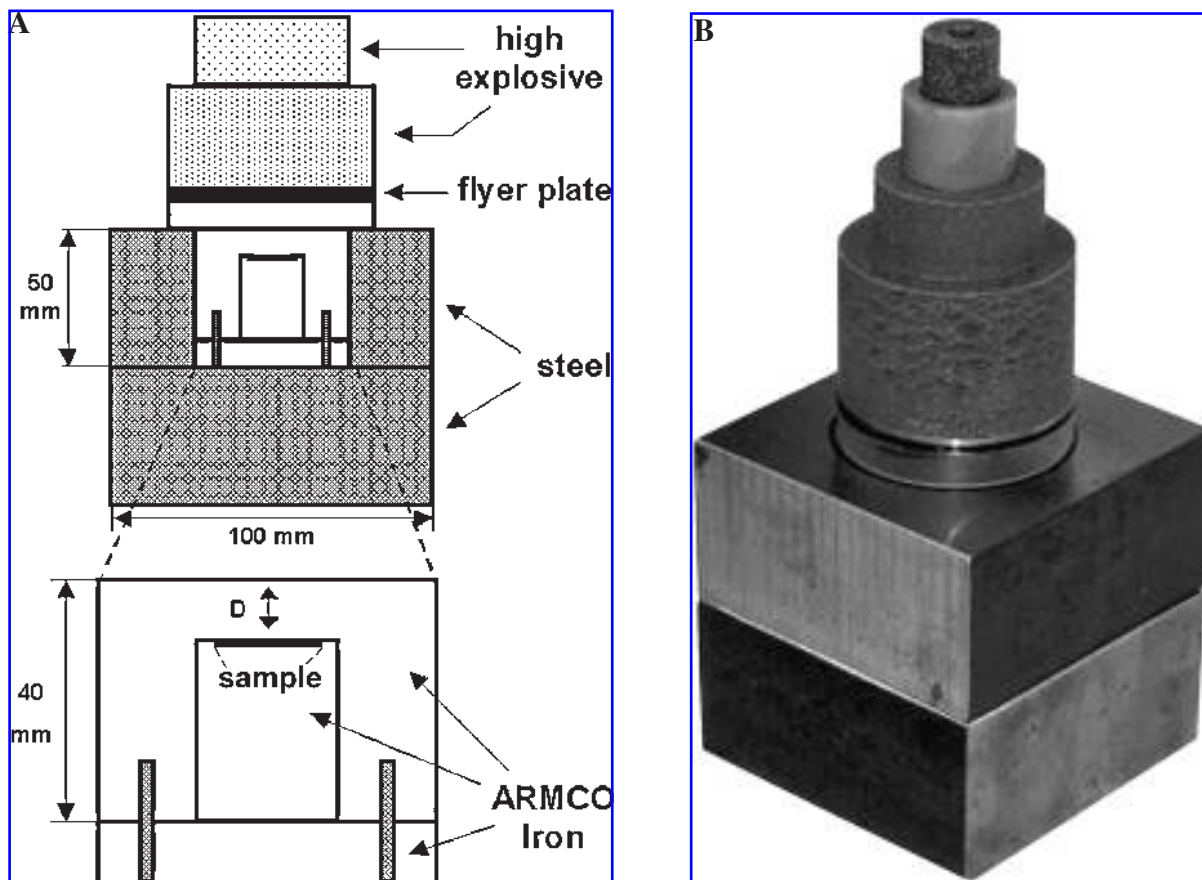 A
high
explosive
flyer plate
50
mm
steel
100 mm
D
sample
40
mm
ARMCO
Iron
B